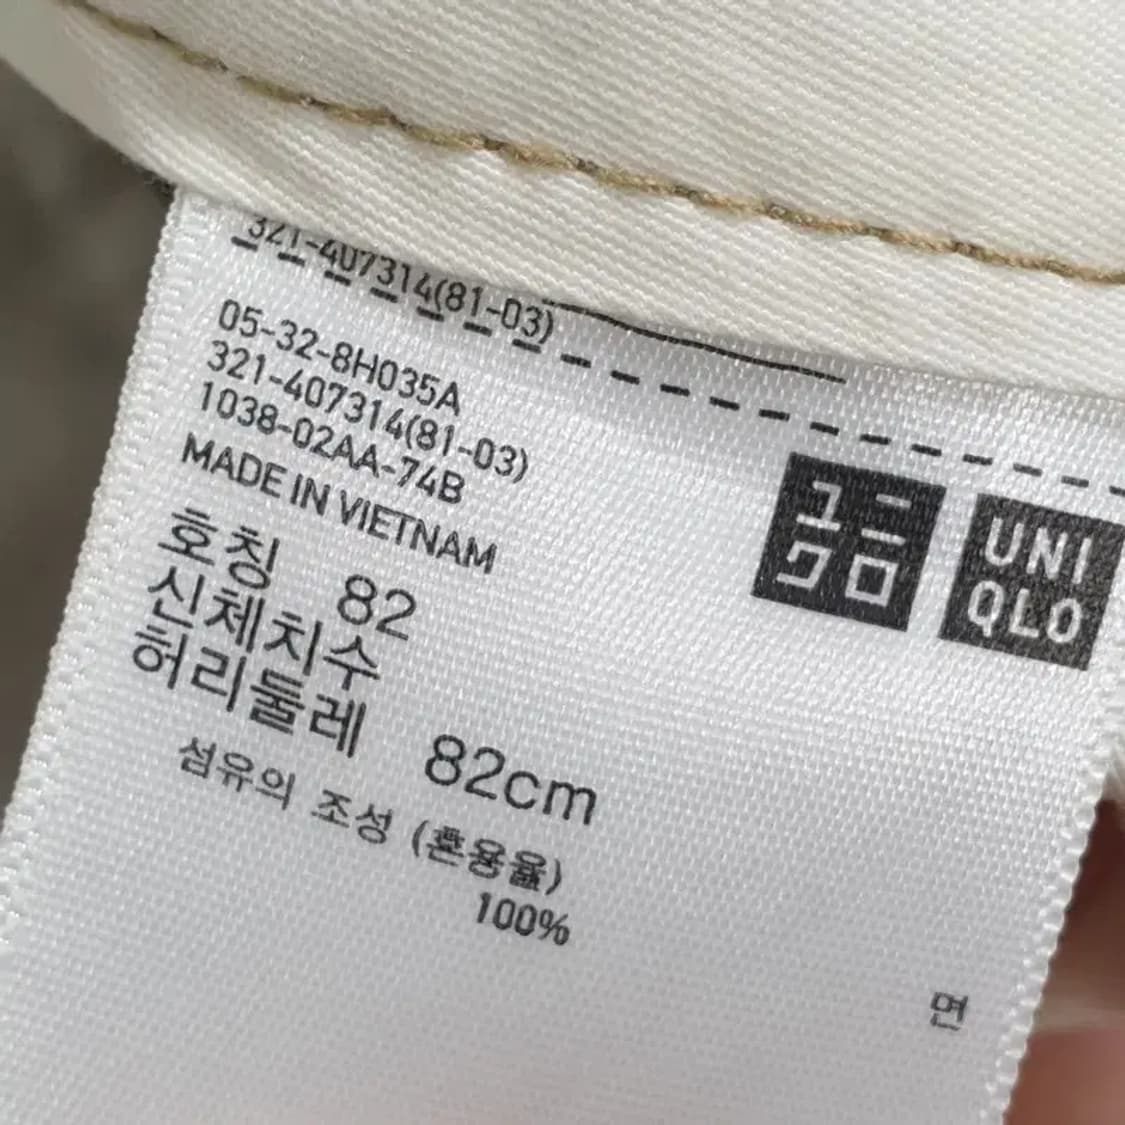 321-407314(81-03)
05-32-8H035A
321-407314(81-03)
1038-02AA-74B
MADE IN VIETNAM
호칭 82
신체치수
허리둘레 82cm
섬유의 조성 (혼용율)
100%
면
ユニ
クロ
UNI
QLO